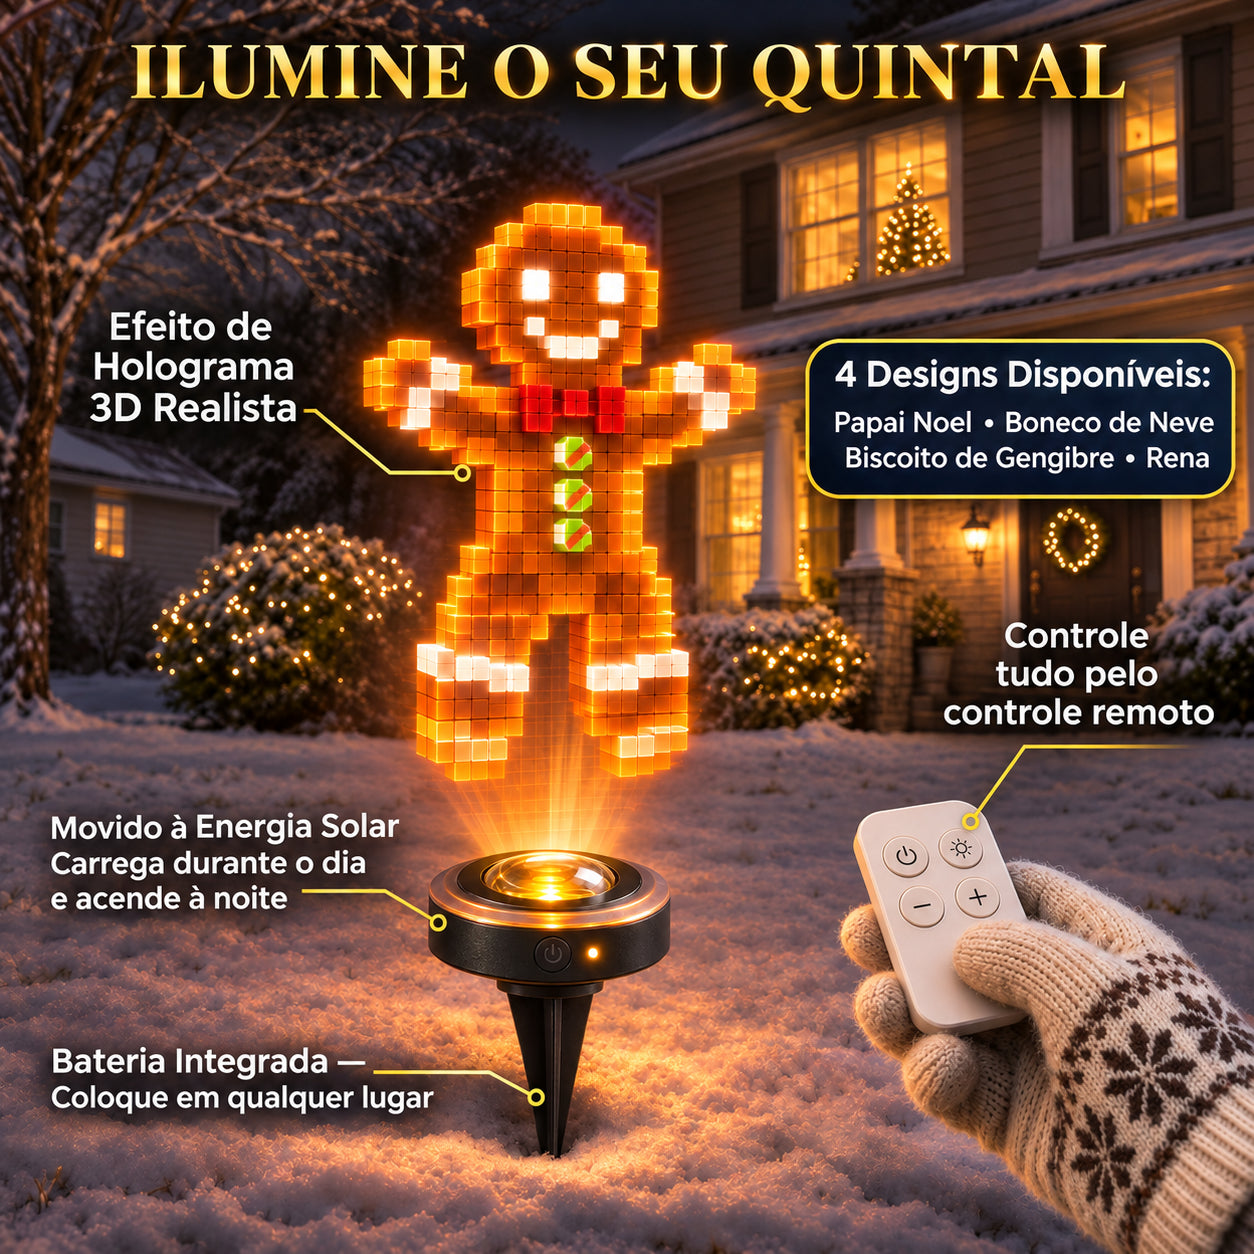 ILUMINE O SEU QUINTAL
Efeito de
Holograma
3D Realista
4 Designs Disponíveis:
Papai Noel • Boneco de Neve
Biscoito de Gengibre • Rena
Controle
tudo pelo
controle remoto
Movido à Energia Solar
Carrega durante o dia
e acende à noite
Bateria Integrada —
Coloque em qualquer lugar